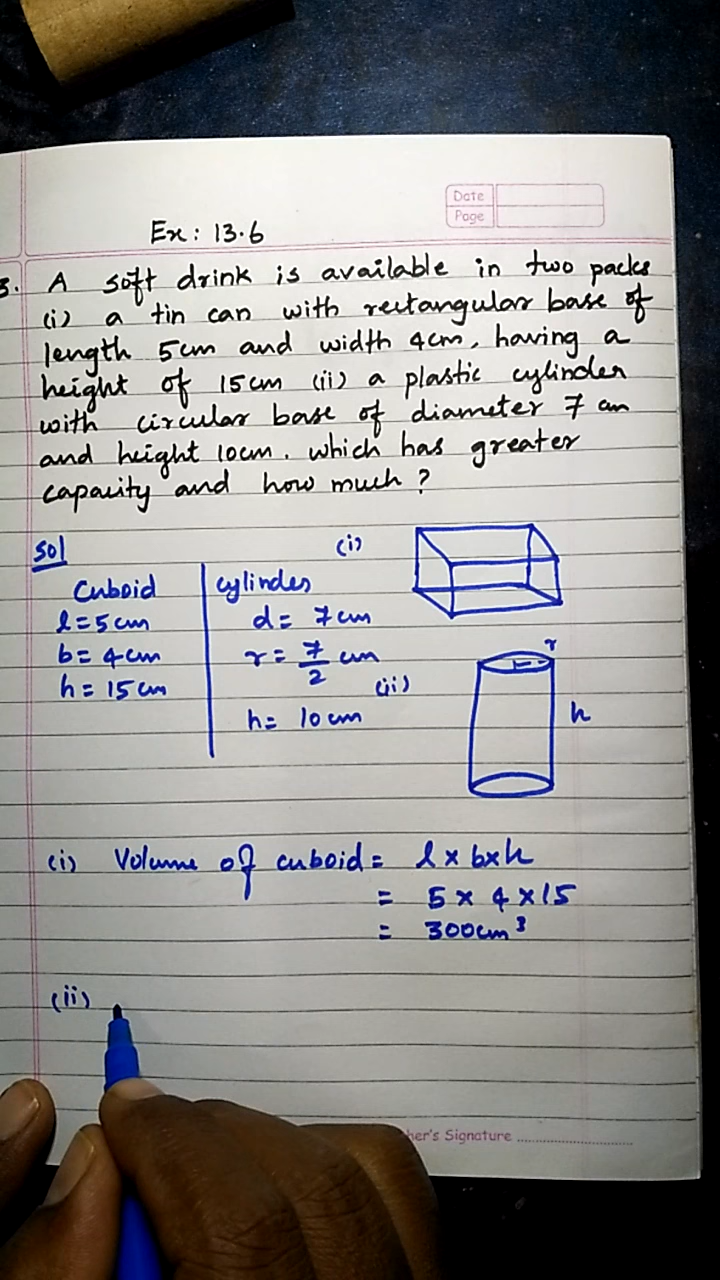 Date
Page
Ex: 13.6
3. A soft drink is available in two packs
(i) a tin can with rectangular base of
length 5cm and width 4cm, having a
height of 15cm (ii) a plastic cylinder
with circular base of diameter 7 cm
and height 10cm. which has greater
capacity and how much?
Sol
(i)
Cuboid
l = 5cm
b = 4cm
h = 15cm
cylinder
d = 7cm
r = 7/2 cm
h = 10cm
(ii)
r
h
(i) Volume of cuboid = l x b x h
= 5 x 4 x 15
= 300cm³
(ii)
her's Signature ..............................